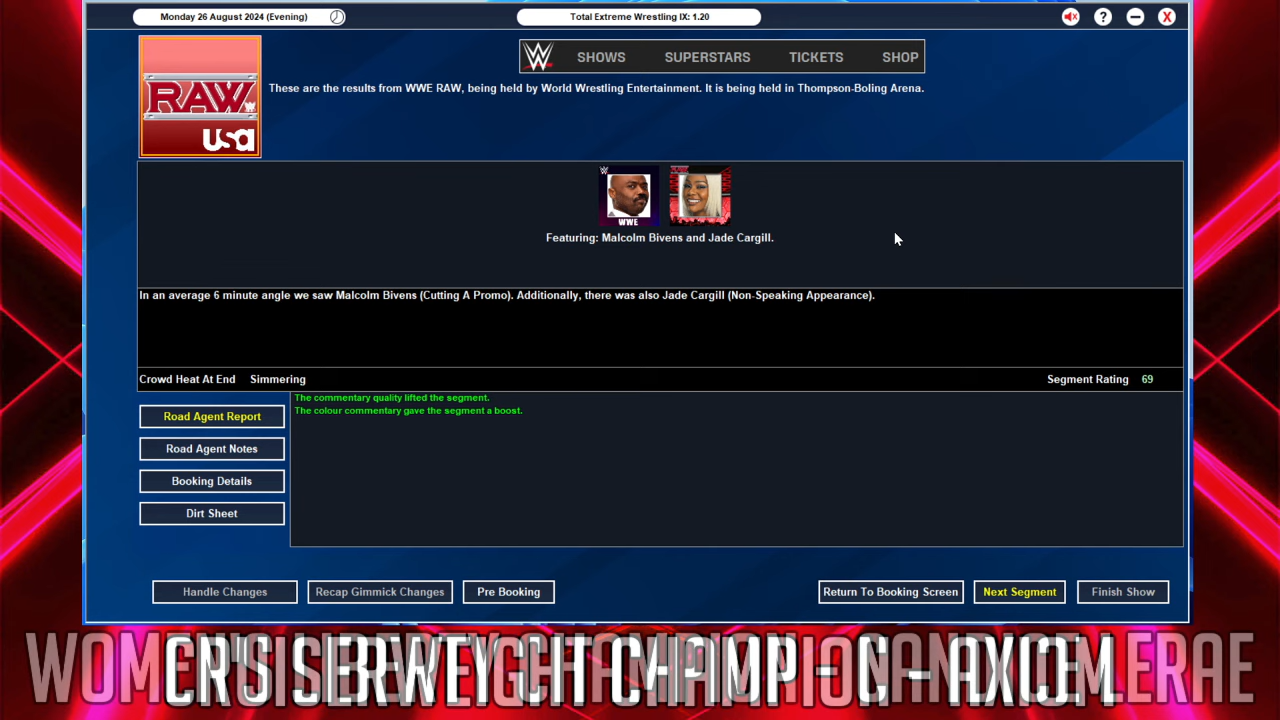 Monday 26 August 2024 (Evening)
Total Extreme Wrestling IX: 1.20
?
X
RAW
usa
SHOWS
SUPERSTARS
TICKETS
SHOP
These are the results from WWE RAW, being held by World Wrestling Entertainment. It is being held in Thompson-Boling Arena.
WWE
Featuring: Malcolm Bivens and Jade Cargill.
In an average 6 minute angle we saw Malcolm Bivens (Cutting A Promo). Additionally, there was also Jade Cargill (Non-Speaking Appearance).
Crowd Heat At End Simmering
Segment Rating 69
The commentary quality lifted the segment.
The colour commentary gave the segment a boost.
Road Agent Report
Road Agent Notes
Booking Details
Dirt Sheet
Handle Changes
Recap Gimmick Changes
Pre Booking
Return To Booking Screen
Next Segment
Finish Show
CRUISERWEIGHT CHAMPION - AXIOM